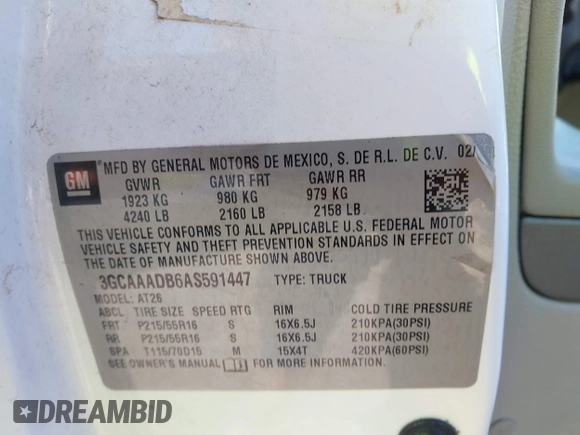 GM
MFD BY GENERAL MOTORS DE MEXICO, S. DE R.L. DE C.V. 02/
GVWR GAWR FRT GAWR RR
1923 KG 980 KG 979 KG
4240 LB 2160 LB 2158 LB
THIS VEHICLE CONFORMS TO ALL APPLICABLE U.S. FEDERAL MOTOR
VEHICLE SAFETY AND THEFT PREVENTION STANDARDS IN EFFECT ON
THE DATE OF MANUFACTURE SHOWN ABOVE.
3GCAAADB6AS591447 TYPE: TRUCK
MODEL: AT26
ABCL TIRE SIZE SPEED RTG RIM COLD TIRE PRESSURE
FRT P215/55R16 S 16X6.5J 210KPA(30PSI)
RR P215/55R16 S 16X6.5J 210KPA(30PSI)
SPA T115/70D15 M 15X4T 420KPA(60PSI)
SEE OWNER'S MANUAL FOR MORE INFORMATION.
DREAMBID